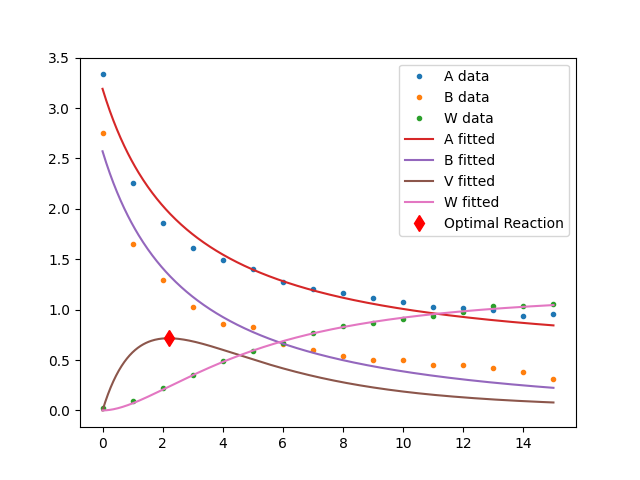 3.5
3.0
2.5
2.0
1.5
1.0
0.5
0.0
0 2 4 6 8 10 12 14
A data
B data
W data
A fitted
B fitted
V fitted
W fitted
Optimal Reaction